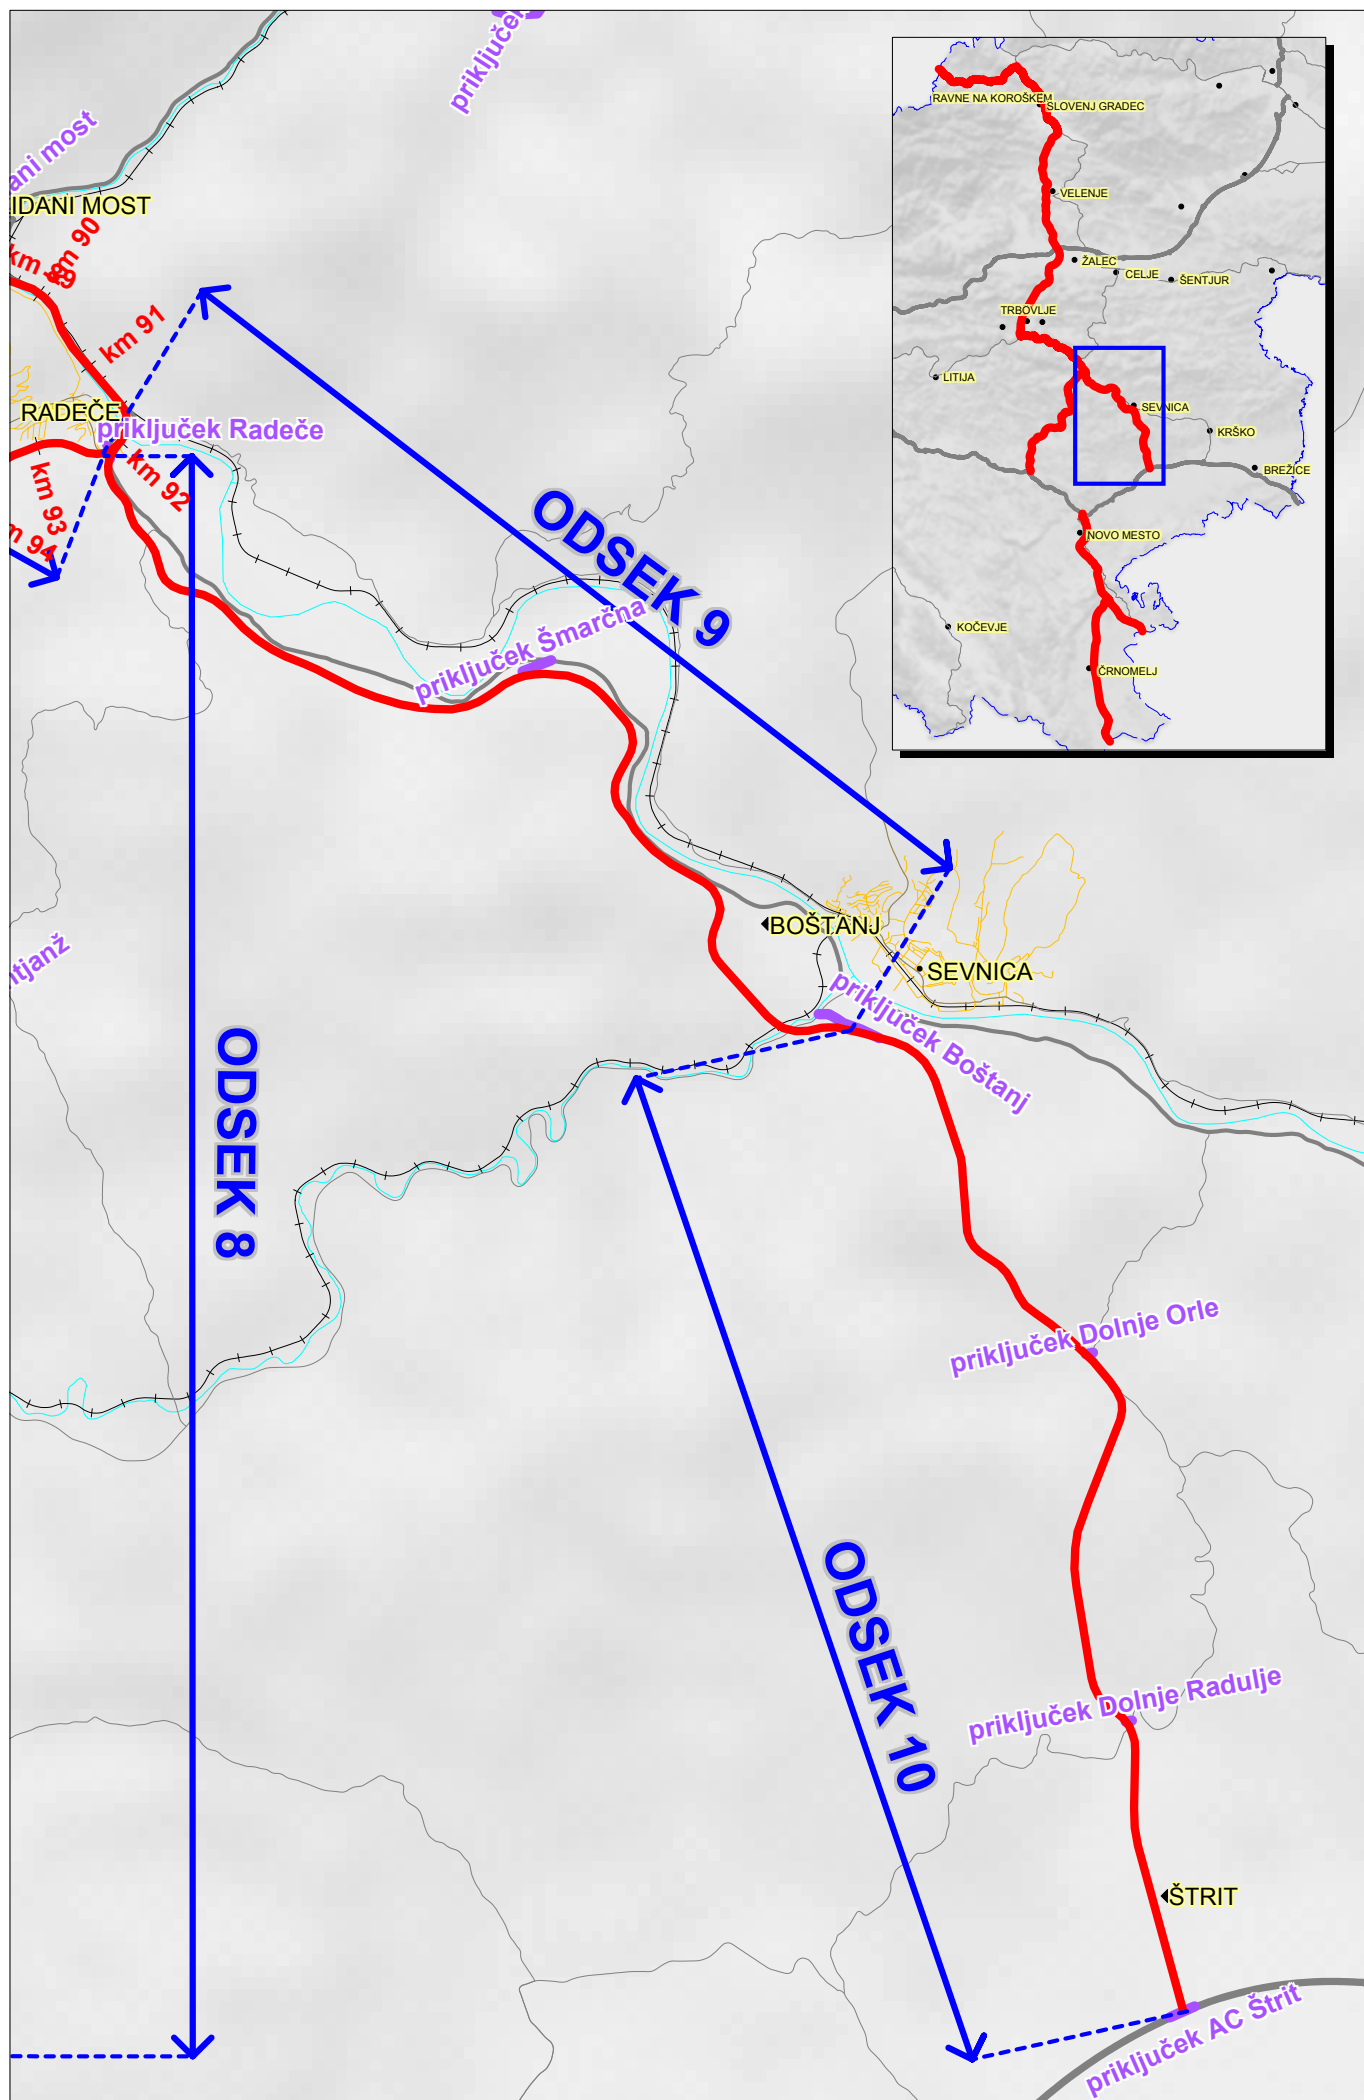 priključek
ani most
IDANI MOST
km 90
km 91
RADEČE
priključek Radeče
km 92
km 93
m 94
ODSEK 9
priključek Šmarčna
BOŠTANJ
SEVNICA
priključek Boštanj
ntjanž
ODSEK 8
priključek Dolnje Orle
ODSEK 10
priključek Dolnje Radulje
ŠTRIT
priključek AC Štrit
RAVNE NA KOROŠKEM
SLOVENJ GRADEC
VELENJE
ŽALEC
CELJE
ŠENTJUR
TRBOVLJE
LITIJA
SEVNICA
KRŠKO
BREŽICE
NOVO MESTO
KOČEVJE
ČRNOMELJ